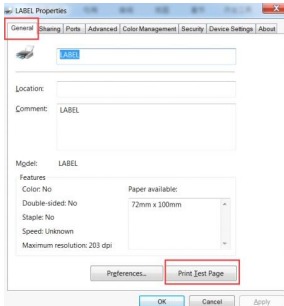 LABEL Properties
General Sharing Ports Advanced Color Management Security Device Settings About
LABEL
Location:
Comment: LABEL
Model: LABEL
Features
Color: No Paper available:
Double-sided: No 72mm x 100mm
Staple: No
Speed: Unknown
Maximum resolution: 203 dpi
Preferences... Print Test Page
OK Cancel Apply